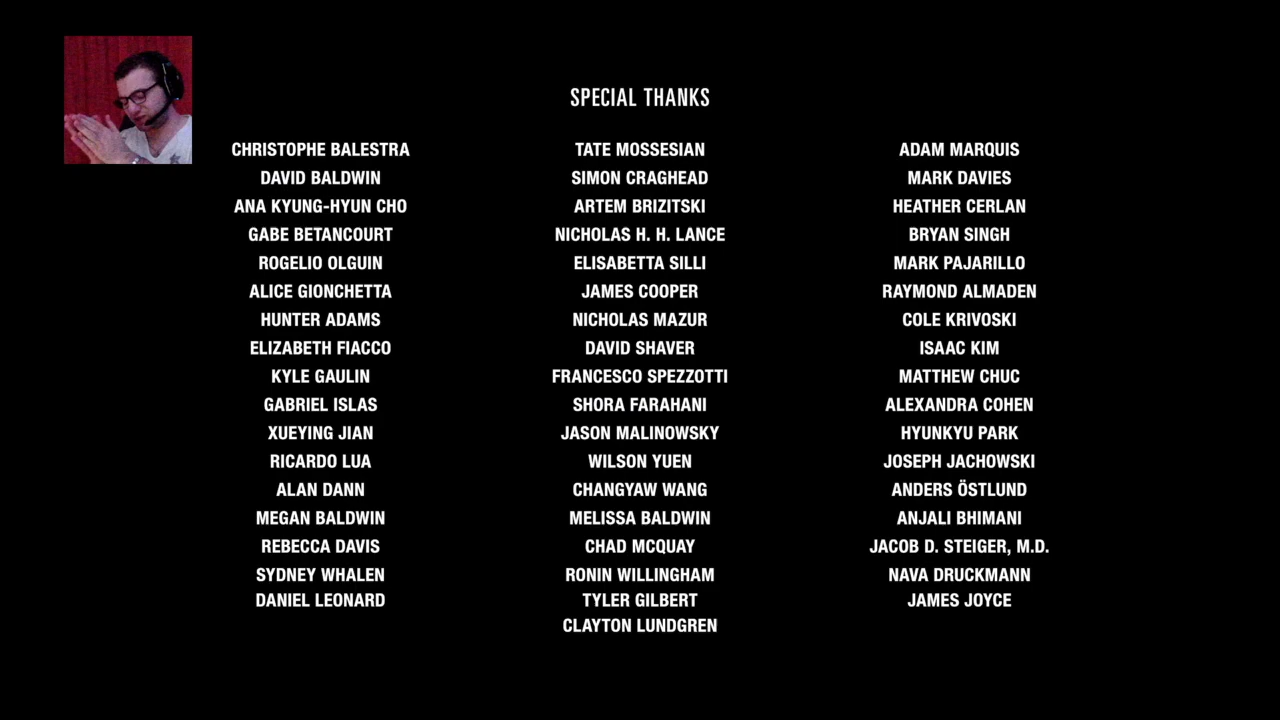 SPECIAL THANKS
CHRISTOPHE BALESTRA
DAVID BALDWIN
ANA KYUNG-HYUN CHO
GABE BETANCOURT
ROGELIO OLGUIN
ALICE GIONCHETTA
HUNTER ADAMS
ELIZABETH FIACCO
KYLE GAULIN
GABRIEL ISLAS
XUEYING JIAN
RICARDO LUA
ALAN DANN
MEGAN BALDWIN
REBECCA DAVIS
SYDNEY WHALEN
DANIEL LEONARD
TATE MOSSESIAN
SIMON CRAGHEAD
ARTEM BRIZITSKI
NICHOLAS H. H. LANCE
ELISABETTA SILLI
JAMES COOPER
NICHOLAS MAZUR
DAVID SHAVER
FRANCESCO SPEZZOTTI
SHORA FARAHANI
JASON MALINOWSKY
WILSON YUEN
CHANGYAW WANG
MELISSA BALDWIN
CHAD MCQUAY
RONIN WILLINGHAM
TYLER GILBERT
CLAYTON LUNDGREN
ADAM MARQUIS
MARK DAVIES
HEATHER CERLAN
BRYAN SINGH
MARK PAJARILLO
RAYMOND ALMADEN
COLE KRIVOSKI
ISAAC KIM
MATTHEW CHUC
ALEXANDRA COHEN
HYUNKYU PARK
JOSEPH JACHOWSKI
ANDERS ÖSTLUND
ANJALI BHIMANI
JACOB D. STEIGER, M.D.
NAVA DRUCKMANN
JAMES JOYCE